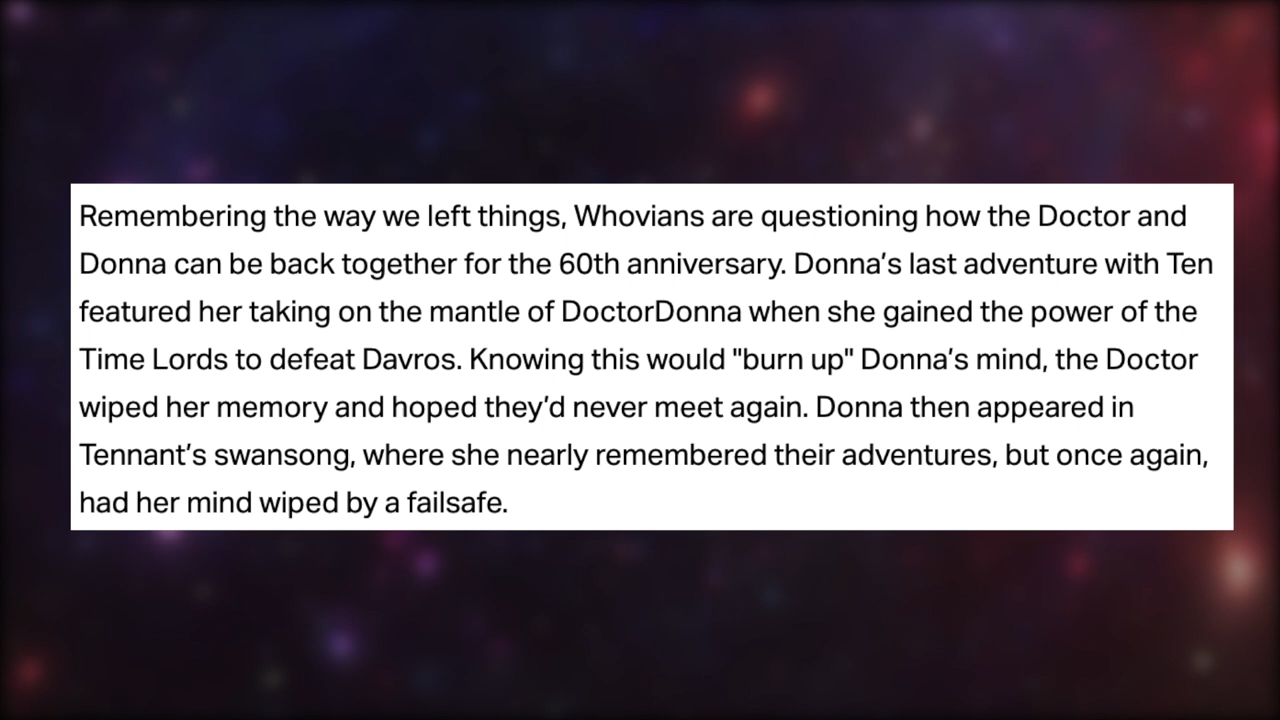 Remembering the way we left things, Whovians are questioning how the Doctor and
Donna can be back together for the 60th anniversary. Donna’s last adventure with Ten
featured her taking on the mantle of DoctorDonna when she gained the power of the
Time Lords to defeat Davros. Knowing this would "burn up" Donna’s mind, the Doctor
wiped her memory and hoped they’d never meet again. Donna then appeared in
Tennant’s swansong, where she nearly remembered their adventures, but once again,
had her mind wiped by a failsafe.